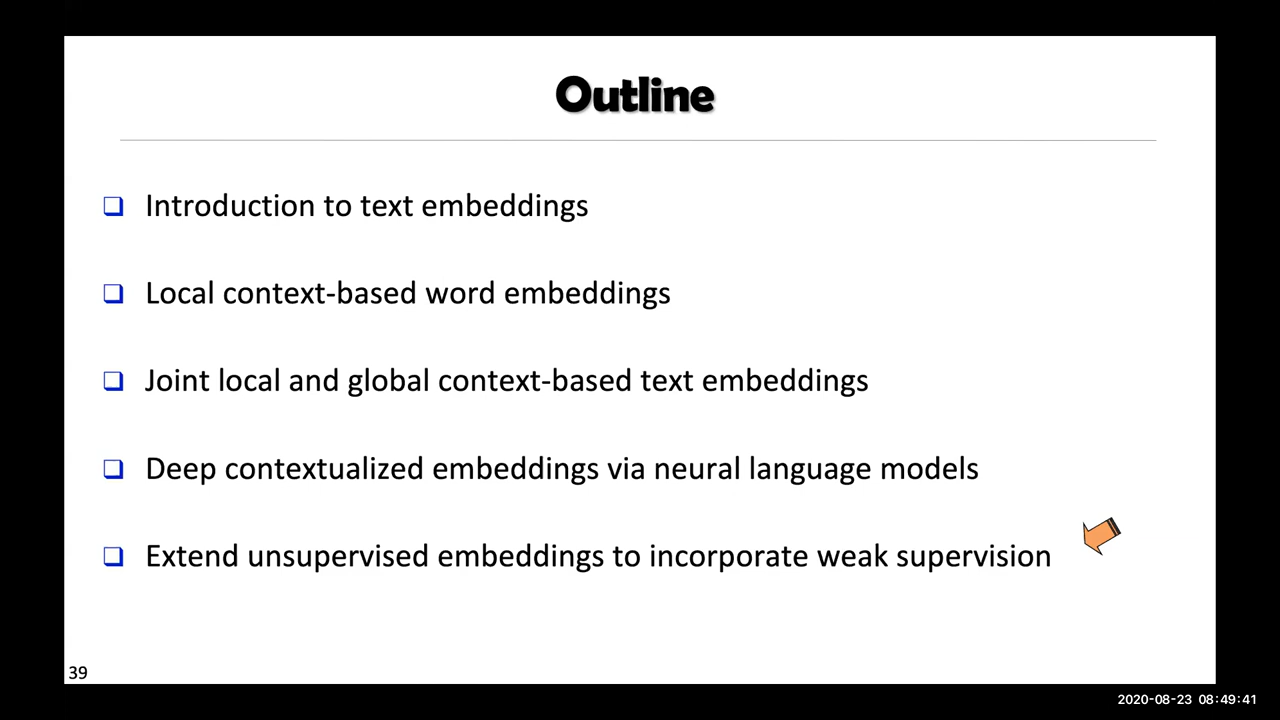 Outline
Introduction to text embeddings
Local context-based word embeddings
Joint local and global context-based text embeddings
Deep contextualized embeddings via neural language models
Extend unsupervised embeddings to incorporate weak supervision
39
2020-08-23 08:49:41